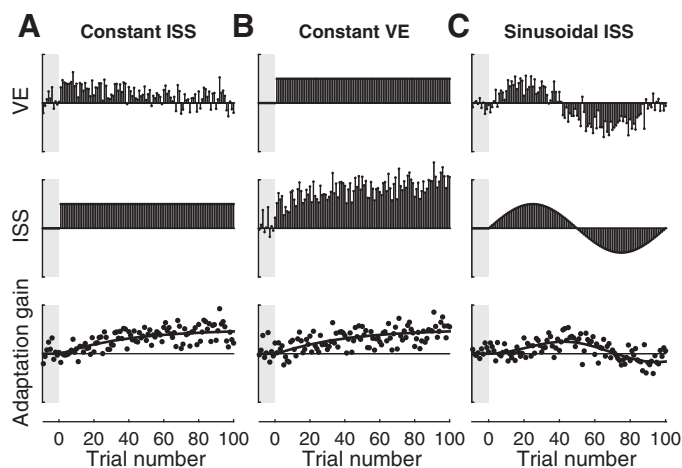 A Constant ISS
B Constant VE
C Sinusoidal ISS
VE
ISS
Adaptation gain
0 20 40 60 80 100
0 20 40 60 80 100
0 20 40 60 80 100
Trial number
Trial number
Trial number